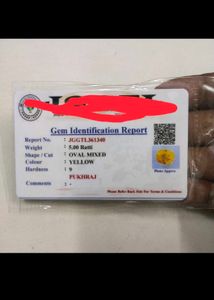 Gem Identification Report
Report No. : JGGTL361340
Weight : 5.00 Ratti
Shape / Cut : OVAL MIXED
Colour : YELLOW
Hardness : 9
PUKHRAJ
Comments : -
Photo Approx
Please Refer Back Side For Terms & Conditions